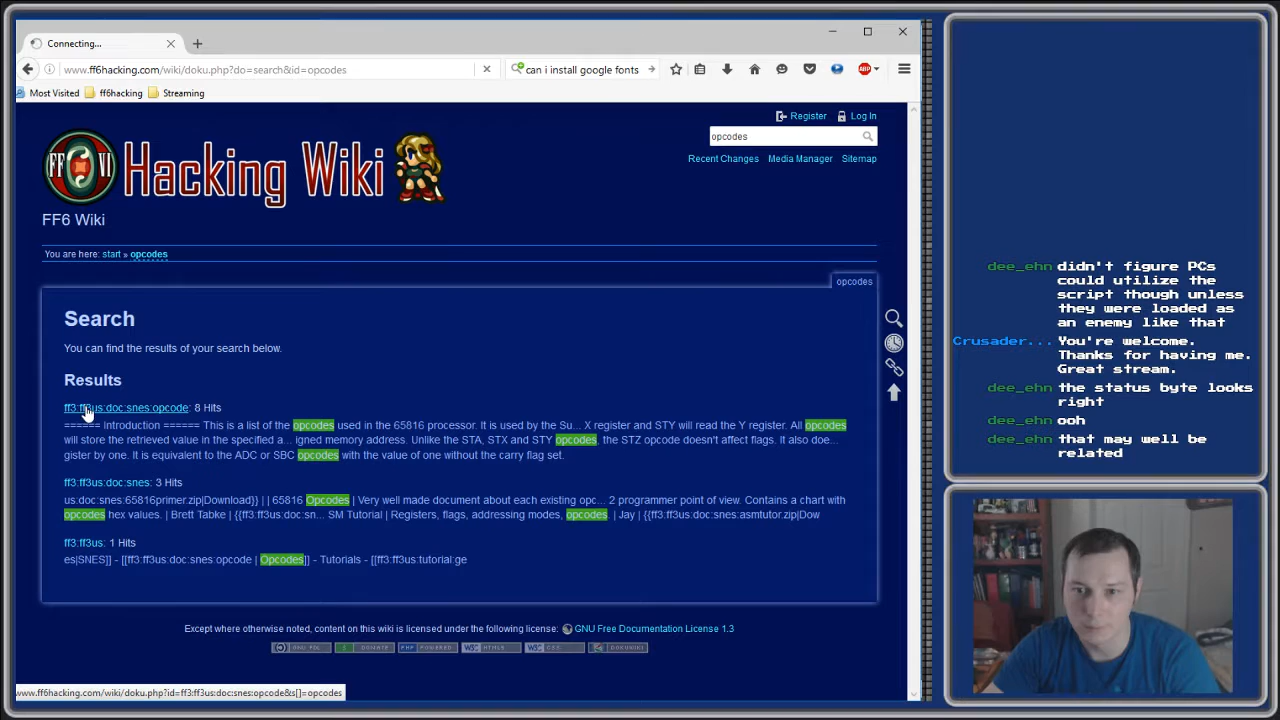 Connecting...
www.ff6hacking.com/wiki/doku.php?do=search&id=opcodes
can i install google fonts
ABP
Most Visited ff6hacking Streaming
Register Log In
opcodes
Recent Changes Media Manager Sitemap
FF VI Hacking Wiki
FF6 Wiki
You are here: start » opcodes
opcodes
Search
You can find the results of your search below.
Results
ff3:ff3us:doc:snes:opcode: 8 Hits
====== Introduction ====== This is a list of the opcodes used in the 65816 processor. It is used by the Su... X register and STY will read the Y register. All opcodes
will store the retrieved value in the specified a... igned memory address. Unlike the STA, STX and STY opcodes, the STZ opcode doesn't affect flags. It also doe...
gister by one. It is equivalent to the ADC or SBC opcodes with the value of one without the carry flag set.
ff3:ff3us:doc:snes: 3 Hits
us:doc:snes:65816primer.zip|Download}} | | 65816 Opcodes | Very well made document about each existing opc... 2 programmer point of view. Contains a chart with
opcodes hex values. | Brett Tabke | {{ff3:ff3us:doc:sn... SM Tutorial | Registers, flags, addressing modes, opcodes. | Jay | {{ff3:ff3us:doc:snes:asmtutor.zip|Dow
ff3:ff3us: 1 Hits
es|SNES]] - [[ff3:ff3us:doc:snes:opcode | Opcodes]] - Tutorials - [[ff3:ff3us:tutorial:ge
Except where otherwise noted, content on this wiki is licensed under the following license: GNU Free Documentation License 1.3
DONATE PHP POWERED W3C HTML5 W3C CSS DOKUWIKI
www.ff6hacking.com/wiki/doku.php?id=ff3:ff3us:doc:snes:opcode&s[]=opcodes
dee_ehn didn't figure PCs
could utilize the
script though unless
they were loaded as
an enemy like that
Crusader... You're welcome.
Thanks for having me.
Great stream.
dee_ehn the status byte looks
right
dee_ehn ooh
dee_ehn that may well be
related